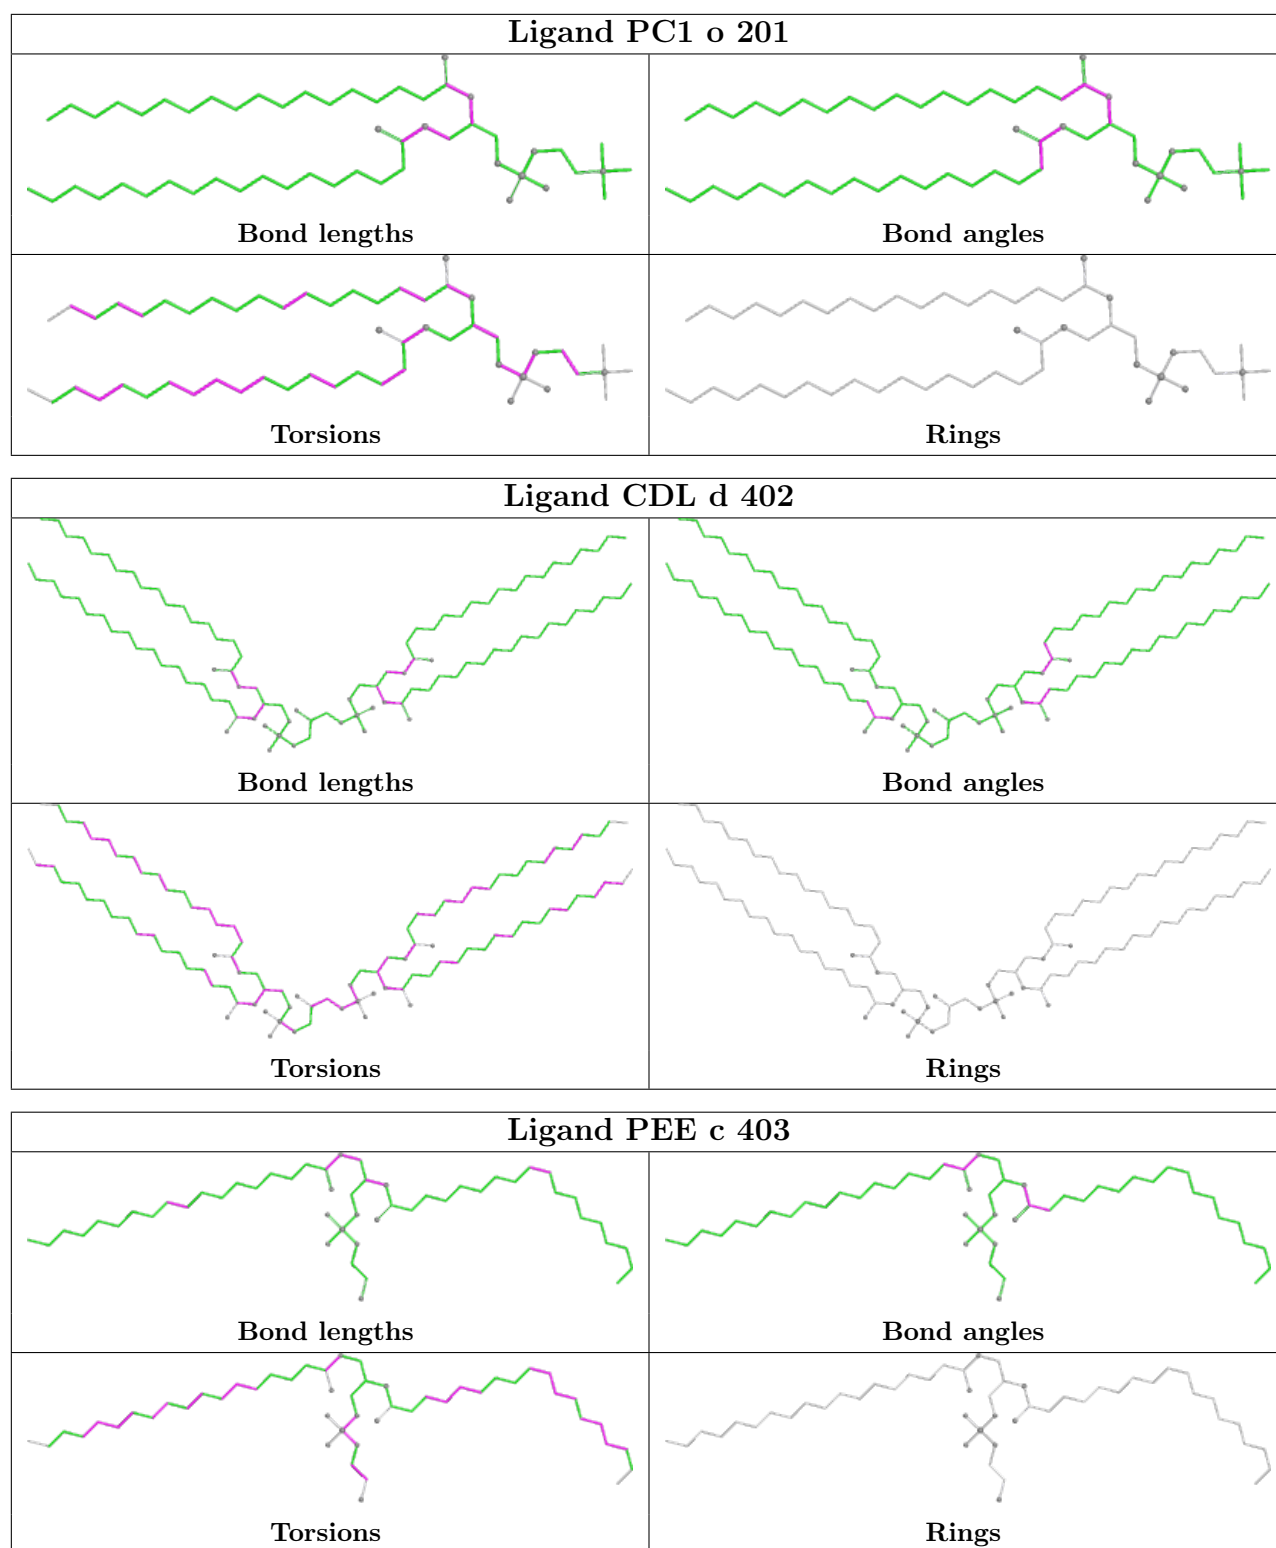 Ligand PC1 o 201
Bond lengths
Bond angles
Torsions
Rings
Ligand CDL d 402
Bond lengths
Bond angles
Torsions
Rings
Ligand PEE c 403
Bond lengths
Bond angles
Torsions
Rings